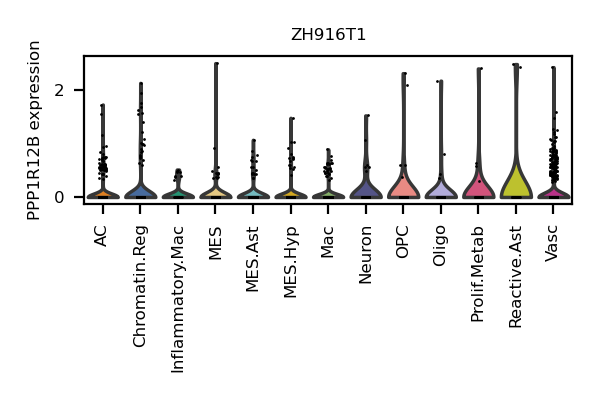 ZH916T1
PPP1R12B expression
2
0
AC
Chromatin.Reg
Inflammatory.Mac
MES
MES.Ast
MES.Hyp
Mac
Neuron
OPC
Oligo
Prolif.Metab
Reactive.Ast
Vasc